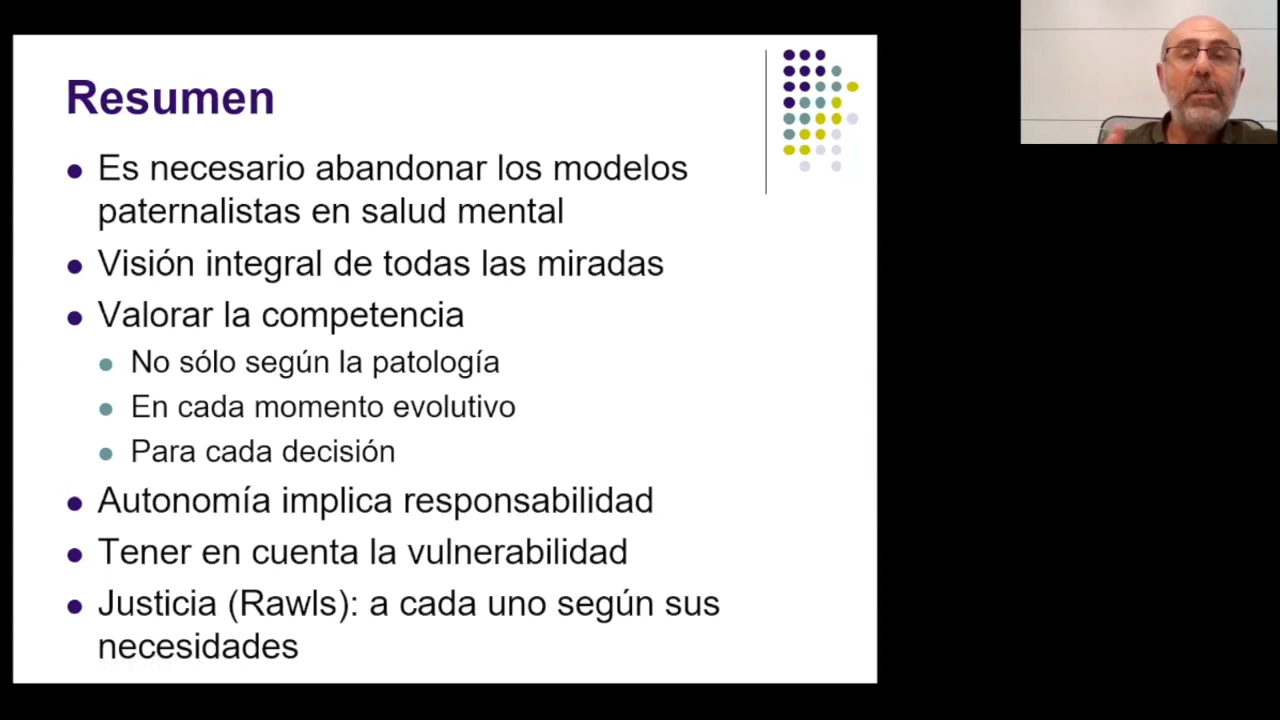 Resumen
Es necesario abandonar los modelos
paternalistas en salud mental
Visión integral de todas las miradas
Valorar la competencia
No sólo según la patología
En cada momento evolutivo
Para cada decisión
Autonomía implica responsabilidad
Tener en cuenta la vulnerabilidad
Justicia (Rawls): a cada uno según sus
necesidades